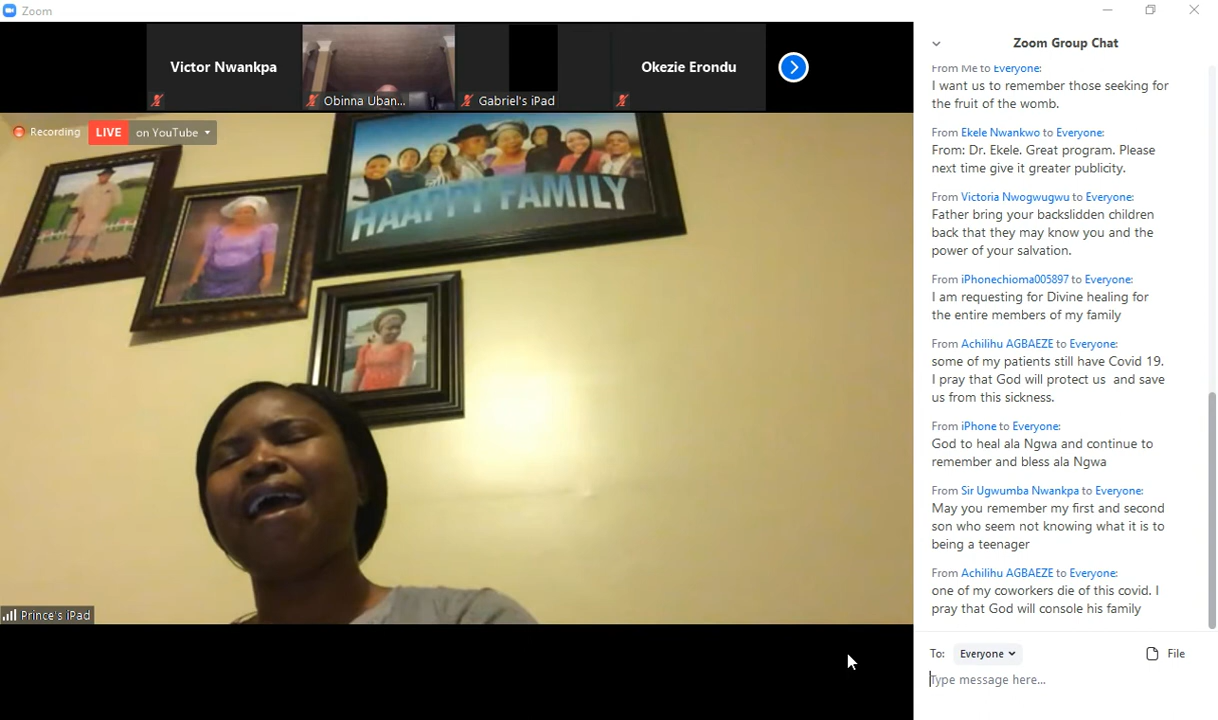 Zoom
Victor Nwankpa
Obinna Uban...
Gabriel's iPad
Okezie Erondu
Recording
LIVE
on YouTube
HAAPPY FAMILY
Prince's iPad
Zoom Group Chat
From Me to Everyone:
I want us to remember those seeking for
the fruit of the womb.
From Ekele Nwankwo to Everyone:
From: Dr. Ekele. Great program. Please
next time give it greater publicity.
From Victoria Nwogwugwu to Everyone:
Father bring your backslidden children
back that they may know you and the
power of your salvation.
From iPhonechioma005897 to Everyone:
I am requesting for Divine healing for
the entire members of my family
From Achilihu AGBAEZE to Everyone:
some of my patients still have Covid 19.
I pray that God will protect us and save
us from this sickness.
From iPhone to Everyone:
God to heal ala Ngwa and continue to
remember and bless ala Ngwa
From Sir Ugwumba Nwankpa to Everyone:
May you remember my first and second
son who seem not knowing what it is to
being a teenager
From Achilihu AGBAEZE to Everyone:
one of my coworkers die of this covid. I
pray that God will console his family
To: Everyone
File
Type message here...